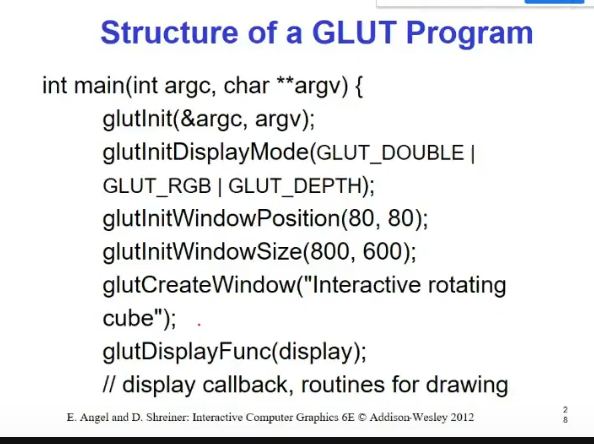 Structure of a GLUT Program
int main(int argc, char **argv) {
glutInit(&argc, argv);
glutInitDisplayMode(GLUT_DOUBLE |
GLUT_RGB | GLUT_DEPTH);
glutInitWindowPosition(80, 80);
glutInitWindowSize(800, 600);
glutCreateWindow("Interactive rotating
cube");
glutDisplayFunc(display);
// display callback, routines for drawing
E. Angel and D. Shreiner: Interactive Computer Graphics 6E © Addison-Wesley 2012
2
8